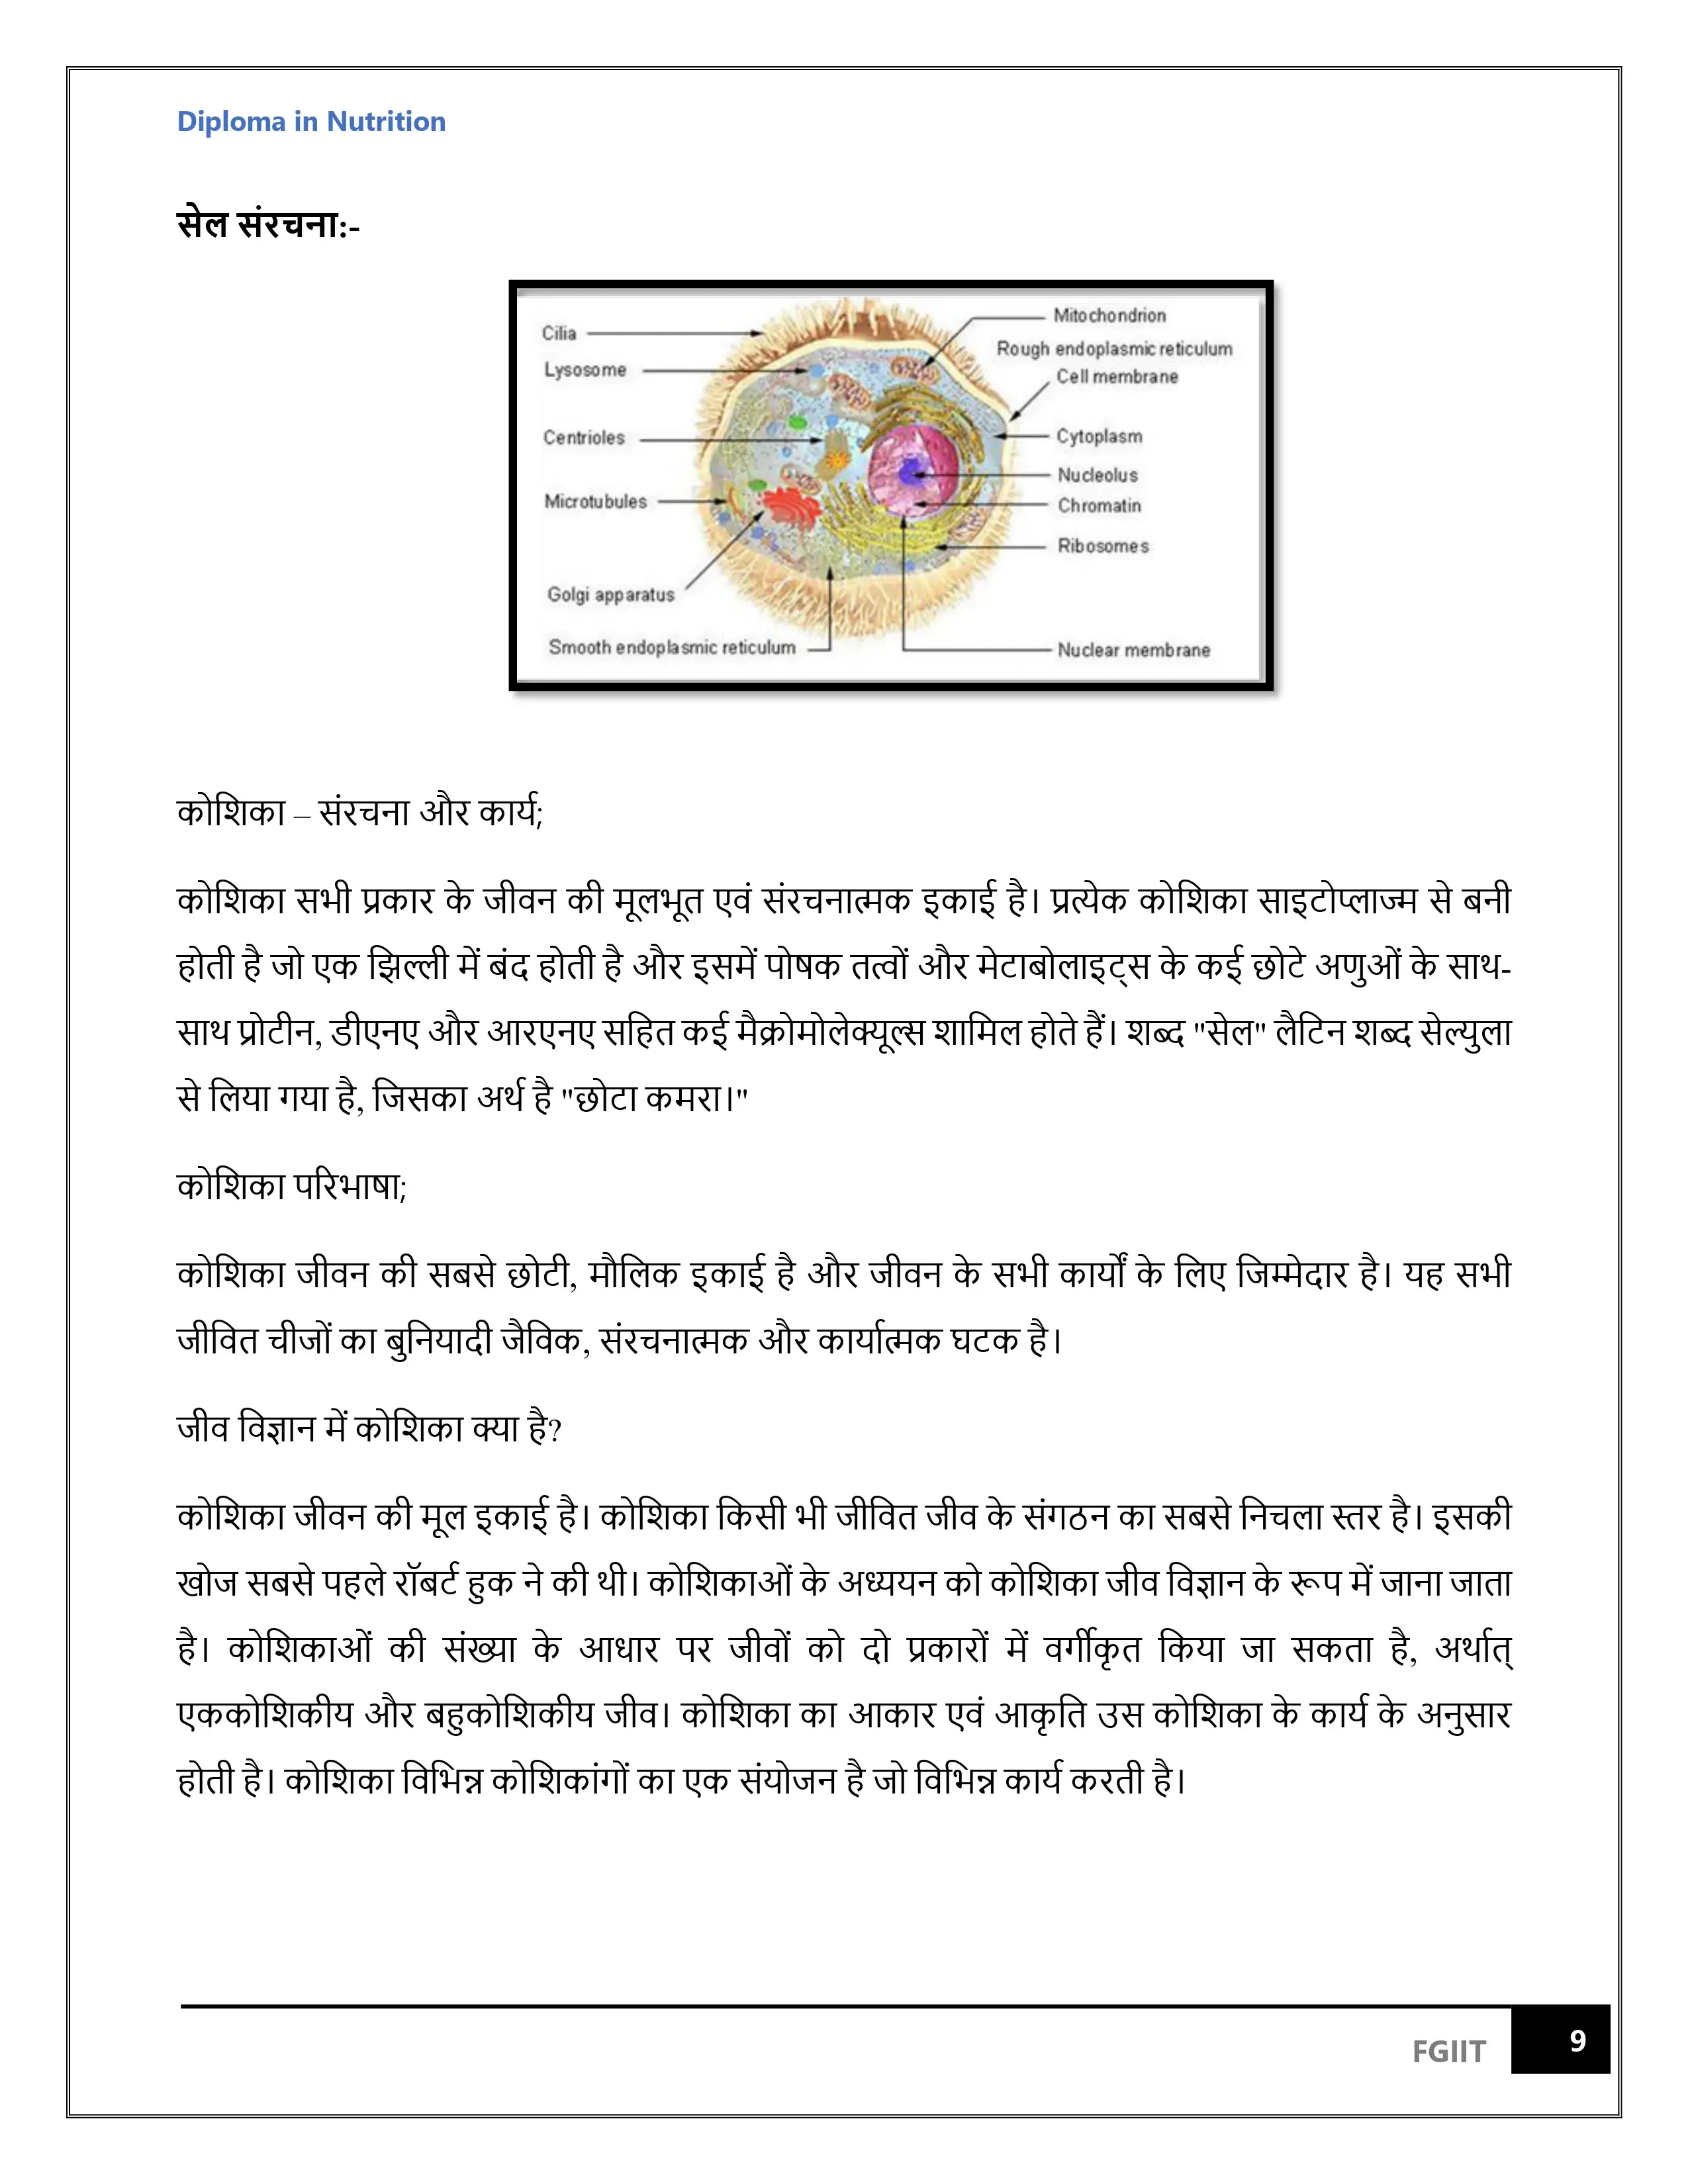 Diploma in Nutrition
सेल संरचना:-
Cilia
Lysosome
Centrioles
Microtubules
Golgi apparatus
Smooth endoplasmic reticulum
Mitochondrion
Rough endoplasmic reticulum
Cell membrane
Cytoplasm
Nucleolus
Chromatin
Ribosomes
Nuclear membrane
कोशिका – संरचना और कार्य;
कोशिका सभी प्रकार के जीवन की मूलभूत एवं संरचनात्मक इकाई है। प्रत्येक कोशिका साइटोप्लाज्म से बनी
होती है जो एक झिल्ली में बंद होती है और इसमें पोषक तत्वों और मेटाबोलाइट्स के कई छोटे अणुओं के साथ-
साथ प्रोटीन, डीएनए और आरएनए सहित कई मैक्रोमोलेक्यूल्स शामिल होते हैं। शब्द "सेल" लैटिन शब्द सेल्युला
से लिया गया है, जिसका अर्थ है "छोटा कमरा।"
कोशिका परिभाषा;
कोशिका जीवन की सबसे छोटी, मौलिक इकाई है और जीवन के सभी कार्यों के लिए जिम्मेदार है। यह सभी
जीवित चीजों का बुनियादी जैविक, संरचनात्मक और कार्यात्मक घटक है।
जीव विज्ञान में कोशिका क्या है?
कोशिका जीवन की मूल इकाई है। कोशिका किसी भी जीवित जीव के संगठन का सबसे निचला स्तर है। इसकी
खोज सबसे पहले रॉबर्ट हुक ने की थी। कोशिकाओं के अध्ययन को कोशिका जीव विज्ञान के रूप में जाना जाता
है। कोशिकाओं की संख्या के आधार पर जीवों को दो प्रकारों में वर्गीकृत किया जा सकता है, अर्थात्
एककोशिकीय और बहुकोशिकीय जीव। कोशिका का आकार एवं आकृति उस कोशिका के कार्य के अनुसार
होती है। कोशिका विभिन्न कोशिकांगों का एक संयोजन है जो विभिन्न कार्य करती है।
FGIIT
9